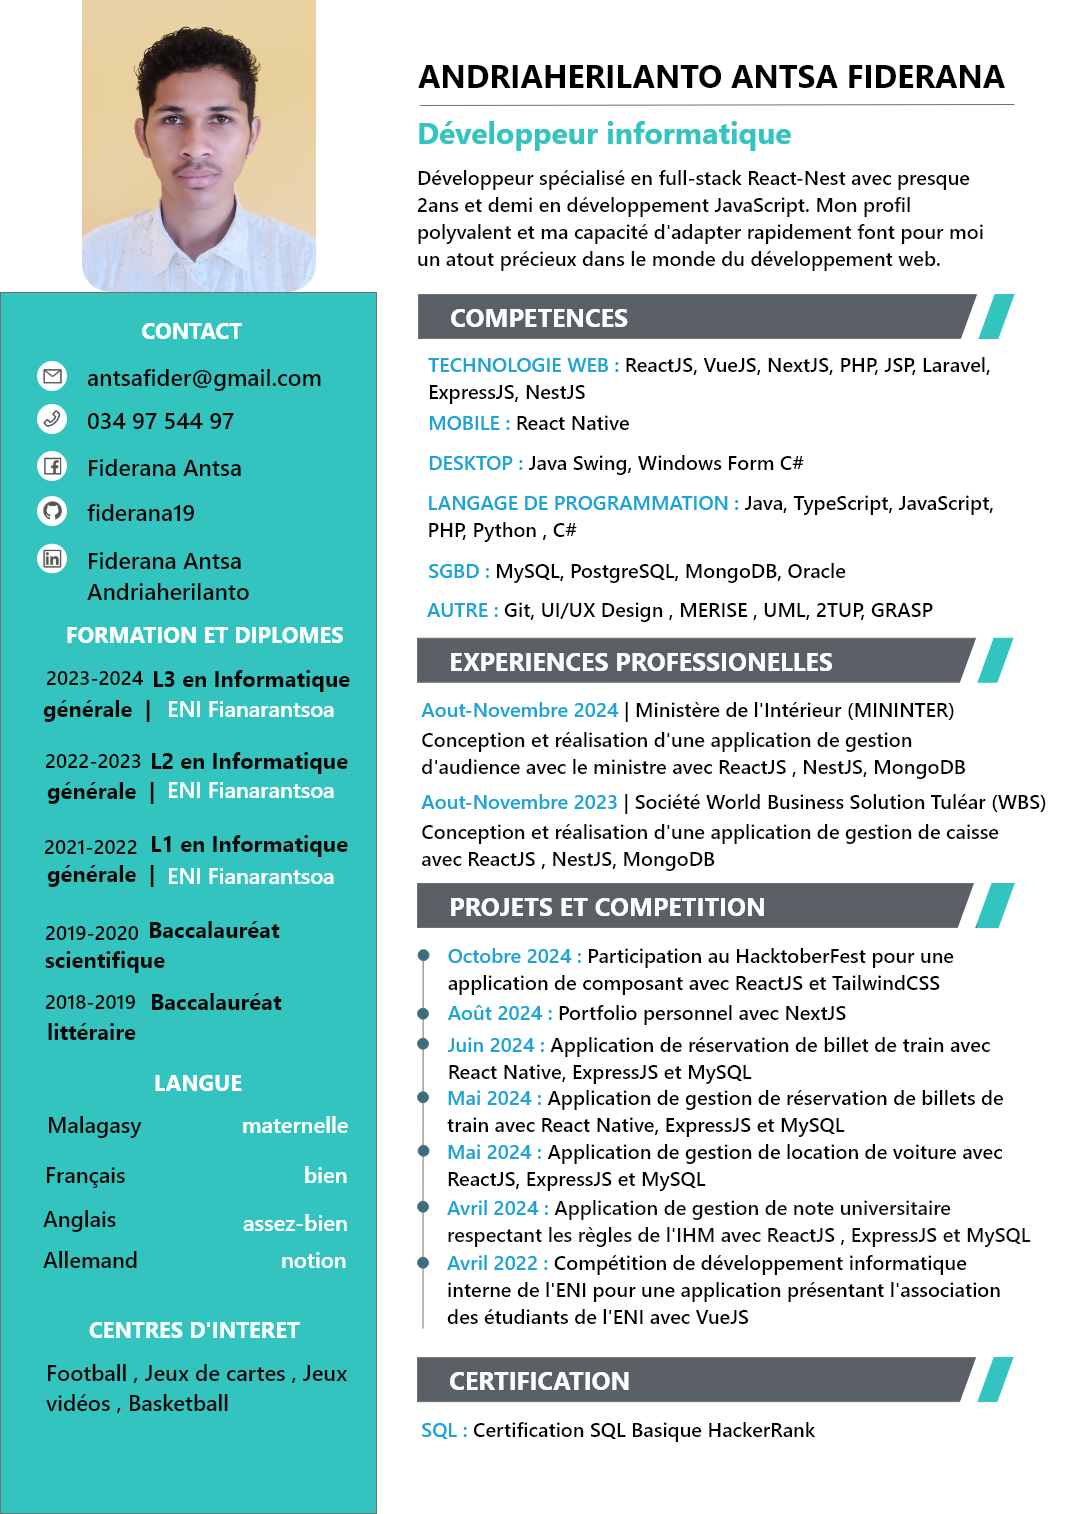 ANDRIAHERILANTO ANTSA FIDERANA
Développeur informatique
Développeur spécialisé en full-stack React-Nest avec presque
2ans et demi en développement JavaScript. Mon profil
polyvalent et ma capacité d'adapter rapidement font pour moi
un atout précieux dans le monde du développement web.
CONTACT
antsafider@gmail.com
034 97 544 97
Fiderana Antsa
fiderana19
Fiderana Antsa
Andriaherilanto
FORMATION ET DIPLOMES
2023-2024 L3 en Informatique
générale | ENI Fianarantsoa
2022-2023 L2 en Informatique
générale | ENI Fianarantsoa
2021-2022 L1 en Informatique
générale | ENI Fianarantsoa
2019-2020 Baccalauréat
scientifique
2018-2019 Baccalauréat
littéraire
LANGUE
Malagasy maternelle
Français bien
Anglais assez-bien
Allemand notion
CENTRES D'INTERET
Football , Jeux de cartes , Jeux
vidéos , Basketball
COMPETENCES
TECHNOLOGIE WEB : ReactJS, VueJS, NextJS, PHP, JSP, Laravel,
ExpressJS, NestJS
MOBILE : React Native
DESKTOP : Java Swing, Windows Form C#
LANGAGE DE PROGRAMMATION : Java, TypeScript, JavaScript,
PHP, Python , C#
SGBD : MySQL, PostgreSQL, MongoDB, Oracle
AUTRE : Git, UI/UX Design , MERISE , UML, 2TUP, GRASP
EXPERIENCES PROFESSIONELLES
Aout-Novembre 2024 | Ministère de l'Intérieur (MININTER)
Conception et réalisation d'une application de gestion
d'audience avec le ministre avec ReactJS , NestJS, MongoDB
Aout-Novembre 2023 | Société World Business Solution Tuléar (WBS)
Conception et réalisation d'une application de gestion de caisse
avec ReactJS , NestJS, MongoDB
PROJETS ET COMPETITION
Octobre 2024 : Participation au HacktoberFest pour une
application de composant avec ReactJS et TailwindCSS
Août 2024 : Portfolio personnel avec NextJS
Juin 2024 : Application de réservation de billet de train avec
React Native, ExpressJS et MySQL
Mai 2024 : Application de gestion de réservation de billets de
train avec React Native, ExpressJS et MySQL
Mai 2024 : Application de gestion de location de voiture avec
ReactJS, ExpressJS et MySQL
Avril 2024 : Application de gestion de note universitaire
respectant les règles de l'IHM avec ReactJS , ExpressJS et MySQL
Avril 2022 : Compétition de développement informatique
interne de l'ENI pour une application présentant l'association
des étudiants de l'ENI avec VueJS
CERTIFICATION
SQL : Certification SQL Basique HackerRank